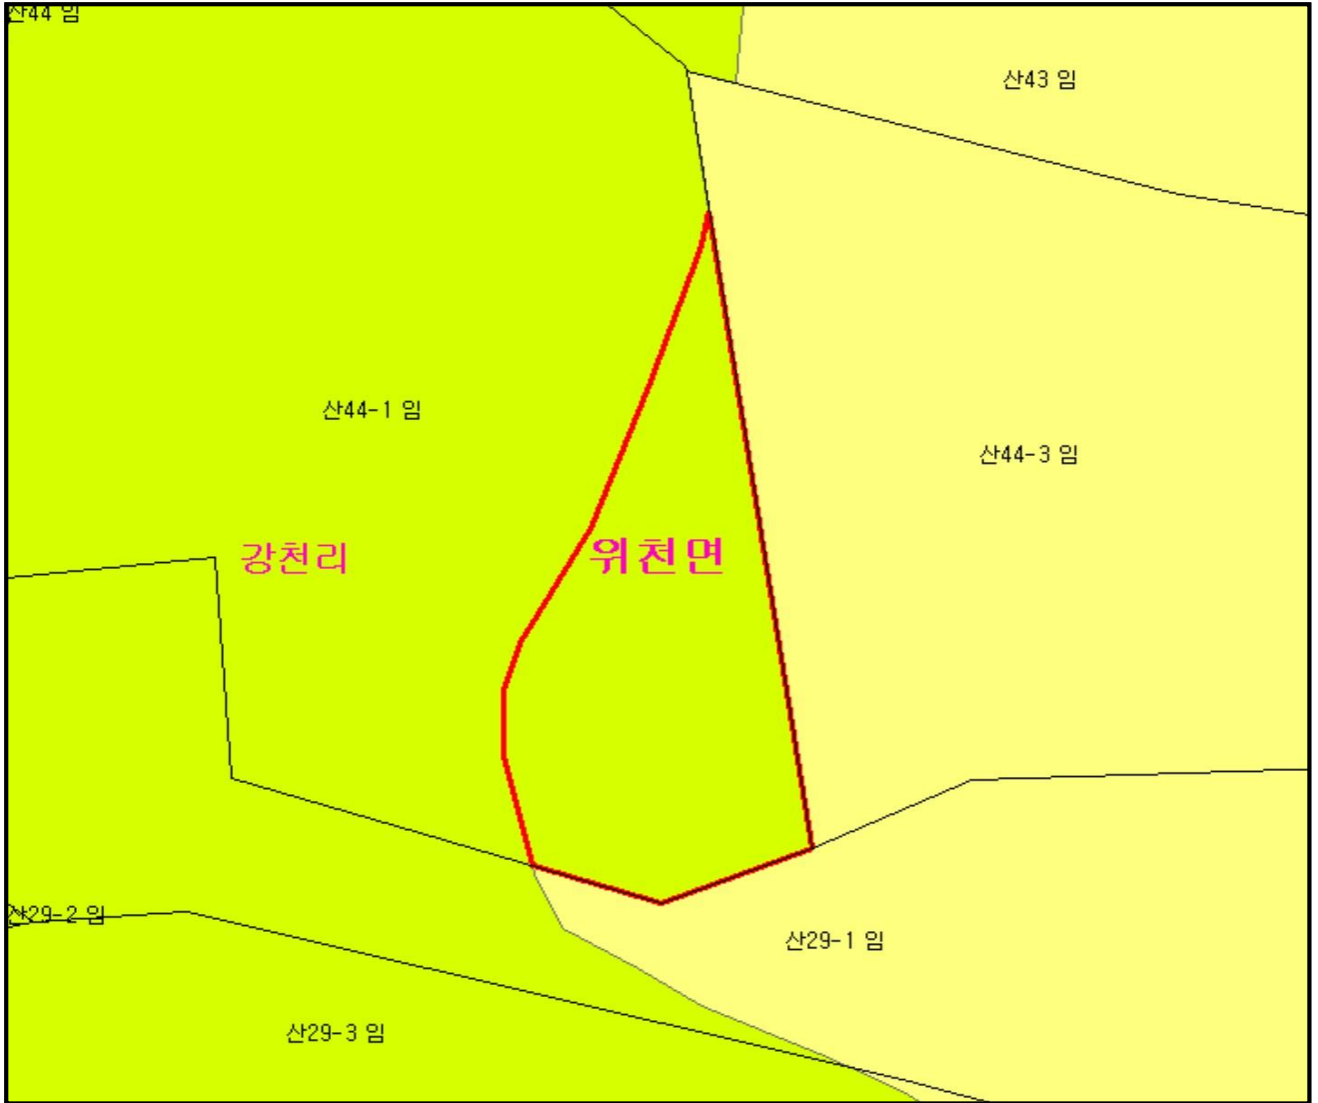 산44 임
산43 임
산44-1 임
산44-3 임
강천리
위천면
산29-2 임
산29-1 임
산29-3 임